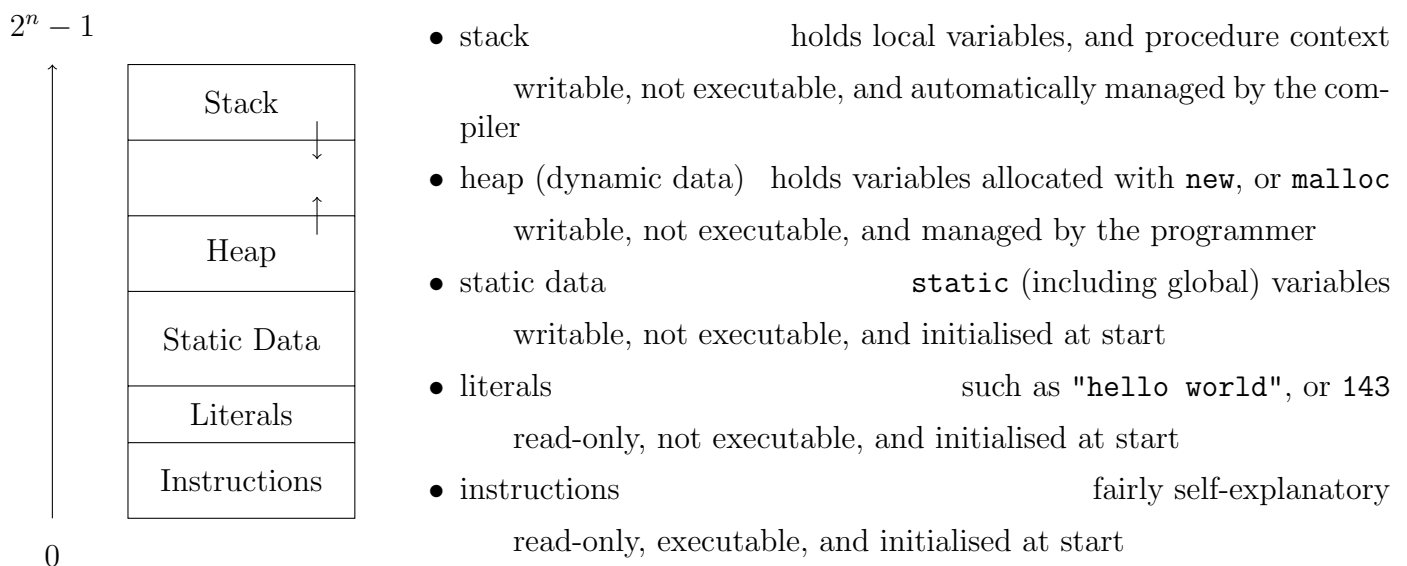 2ⁿ − 1
Stack
Heap
Static Data
Literals
Instructions
0
• stack holds local variables, and procedure context
writable, not executable, and automatically managed by the com-
piler
• heap (dynamic data) holds variables allocated with new, or malloc
writable, not executable, and managed by the programmer
• static data static (including global) variables
writable, not executable, and initialised at start
• literals such as "hello world", or 143
read-only, not executable, and initialised at start
• instructions fairly self-explanatory
read-only, executable, and initialised at start